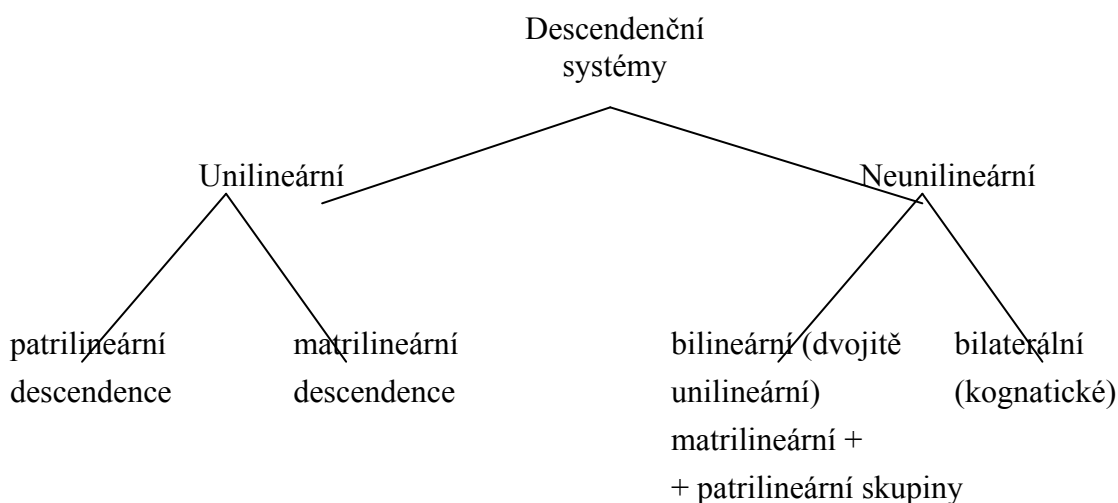 Descendenční
systémy
Unilineární
Neunilineární
patrilineární
descendence
matrilineární
descendence
bilineární (dvojitě
unilineární)
matrilineární +
+ patrilineární skupiny
bilaterální
(kognatické)